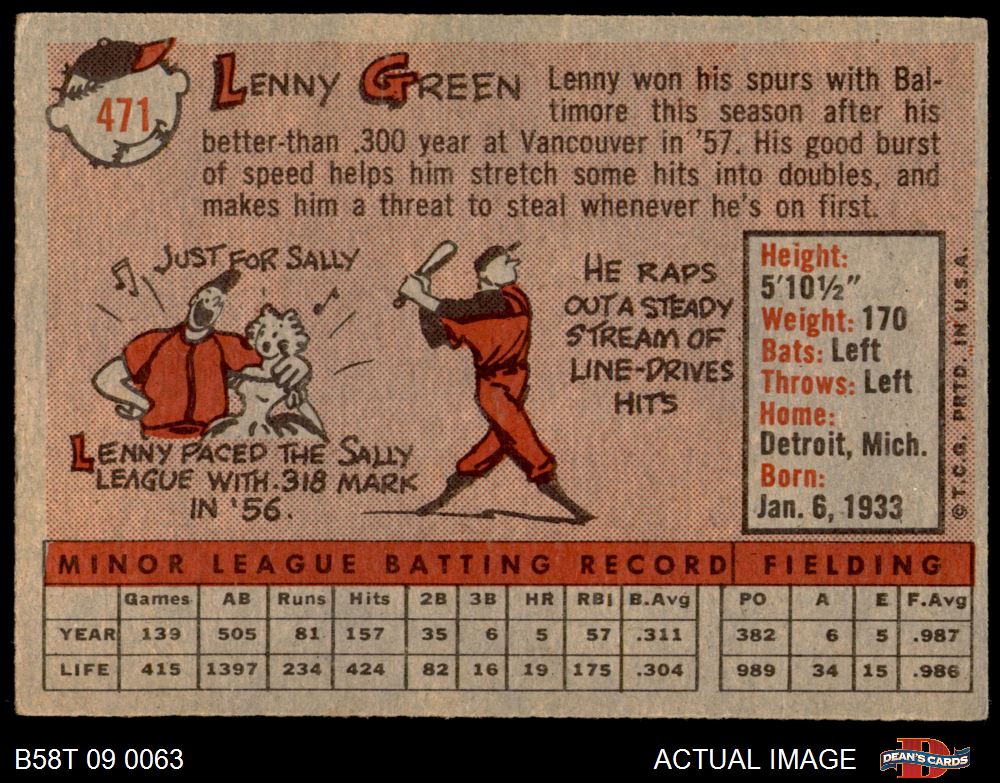 471
LENNY GREEN
Lenny won his spurs with Bal-
timore this season after his
better-than .300 year at Vancouver in '57. His good burst
of speed helps him stretch some hits into doubles, and
makes him a threat to steal whenever he's on first.
JUST FOR SALLY
LENNY PACED THE SALLY
LEAGUE WITH .318 MARK
IN '56.
HE RAPS
OUT A STEADY
STREAM OF
LINE-DRIVES
HITS
Height:
5'10½"
Weight: 170
Bats: Left
Throws: Left
Home:
Detroit, Mich.
Born:
Jan. 6, 1933
© T.C.G. PRTD. IN U.S.A.
MINOR LEAGUE BATTING RECORD FIELDING
Games AB Runs Hits 2B 3B HR RBI B.Avg PO A E F.Avg
YEAR 139 505 81 157 35 6 5 57 .311 382 6 5 .987
LIFE 415 1397 234 424 82 16 19 175 .304 989 34 15 .986
B58T 09 0063
ACTUAL IMAGE
DEAN'S CARDS